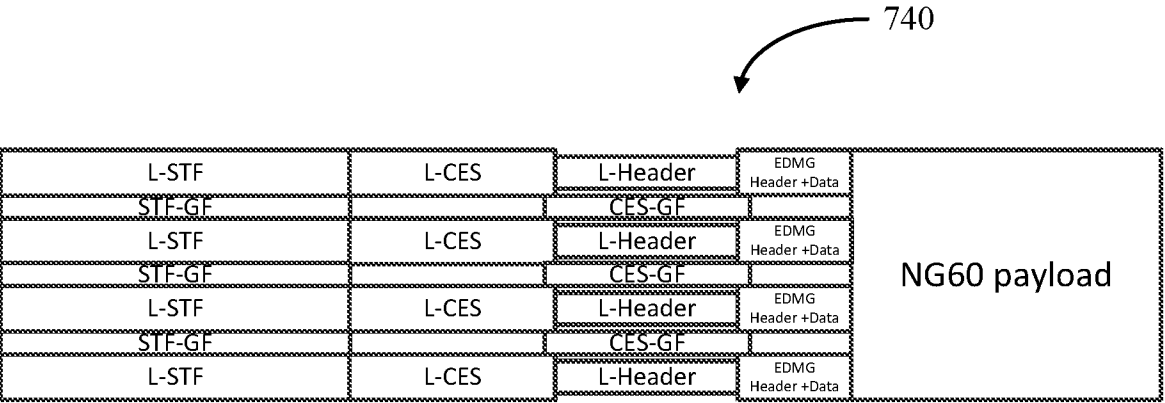 740
L-STF L-CES L-Header EDMG
Header +Data
STF-GF CES-GF
L-STF L-CES L-Header EDMG
Header +Data
STF-GF CES-GF
NG60 payload
L-STF L-CES L-Header EDMG
Header +Data
STF-GF CES-GF
L-STF L-CES L-Header EDMG
Header +Data